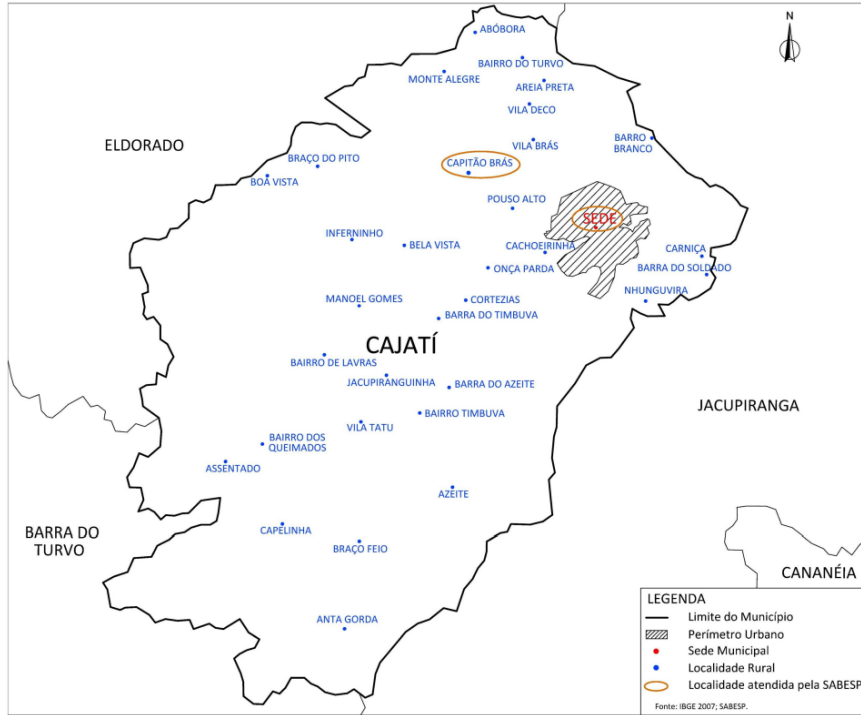 N
ABÓBORA
BAIRRO DO TURVO
MONTE ALEGRE
AREIA PRETA
VILA DECO
ELDORADO
VILA BRÁS
BARRO
BRANCO
BRAÇO DO PITO
CAPITÃO BRÁS
BOA VISTA
POUSO ALTO
SEDE
INFERNINHO
BELA VISTA
CACHOEIRINHA
CARNIÇA
ONÇA PARDA
BARRA DO SOLDADO
NHUNGUVIRA
MANOEL GOMES
CORTEZIAS
BARRA DO TIMBUVA
CAJATÍ
BAIRRO DE LAVRAS
JACUPIRANGUINHA
BARRA DO AZEITE
JACUPIRANGA
BAIRRO TIMBUVA
VILA TATU
BAIRRO DOS
QUEIMADOS
ASSENTADO
AZEITE
BARRA DO
TURVO
CAPELINHA
BRAÇO FEIO
CANANÉIA
ANTA GORDA
LEGENDA
Limite do Município
Perímetro Urbano
Sede Municipal
Localidade Rural
Localidade atendida pela SABESP
Fonte: IBGE 2007; SABESP.